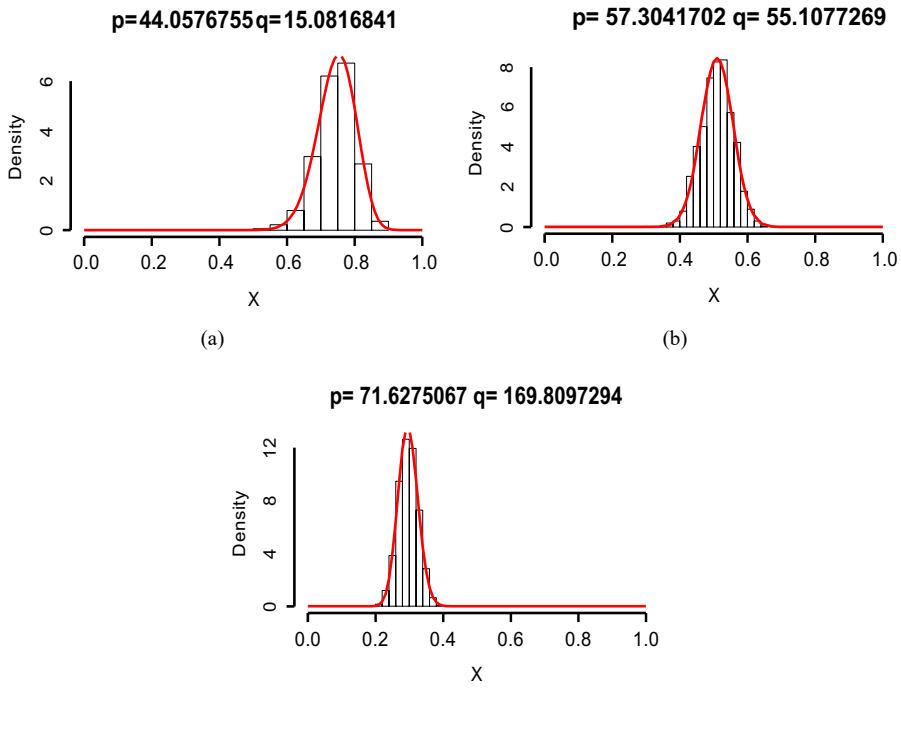 p=44.0576755q=15.0816841
Density
0 2 4 6
0.0 0.2 0.4 0.6 0.8 1.0
X
(a)
p= 57.3041702 q= 55.1077269
Density
0 2 4 6 8
0.0 0.2 0.4 0.6 0.8 1.0
X
(b)
p= 71.6275067 q= 169.8097294
Density
0 4 8 12
0.0 0.2 0.4 0.6 0.8 1.0
X